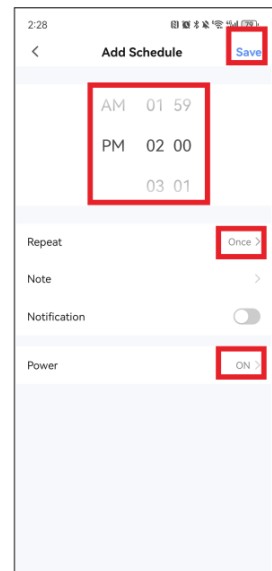 2:28
Add Schedule Save
AM 01 59
PM 02 00
03 01
Repeat Once
Note
Notification
Power ON